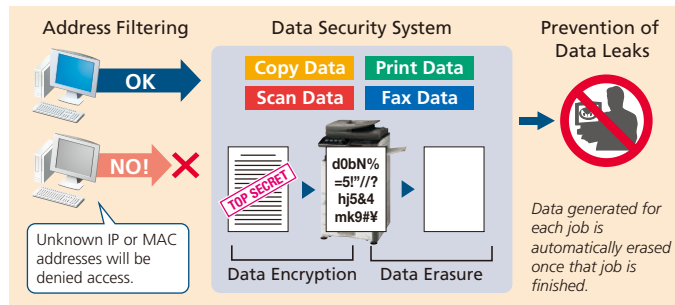 Address Filtering
OK
NO!
Unknown IP or MAC
addresses will be
denied access.
Data Security System
Copy Data
Print Data
Scan Data
Fax Data
TOP SECRET
d0bN%
=5!"//?
hj5&4
mk9#¥
Data Encryption
Data Erasure
Prevention of
Data Leaks
Data generated for
each job is
automatically erased
once that job is
finished.